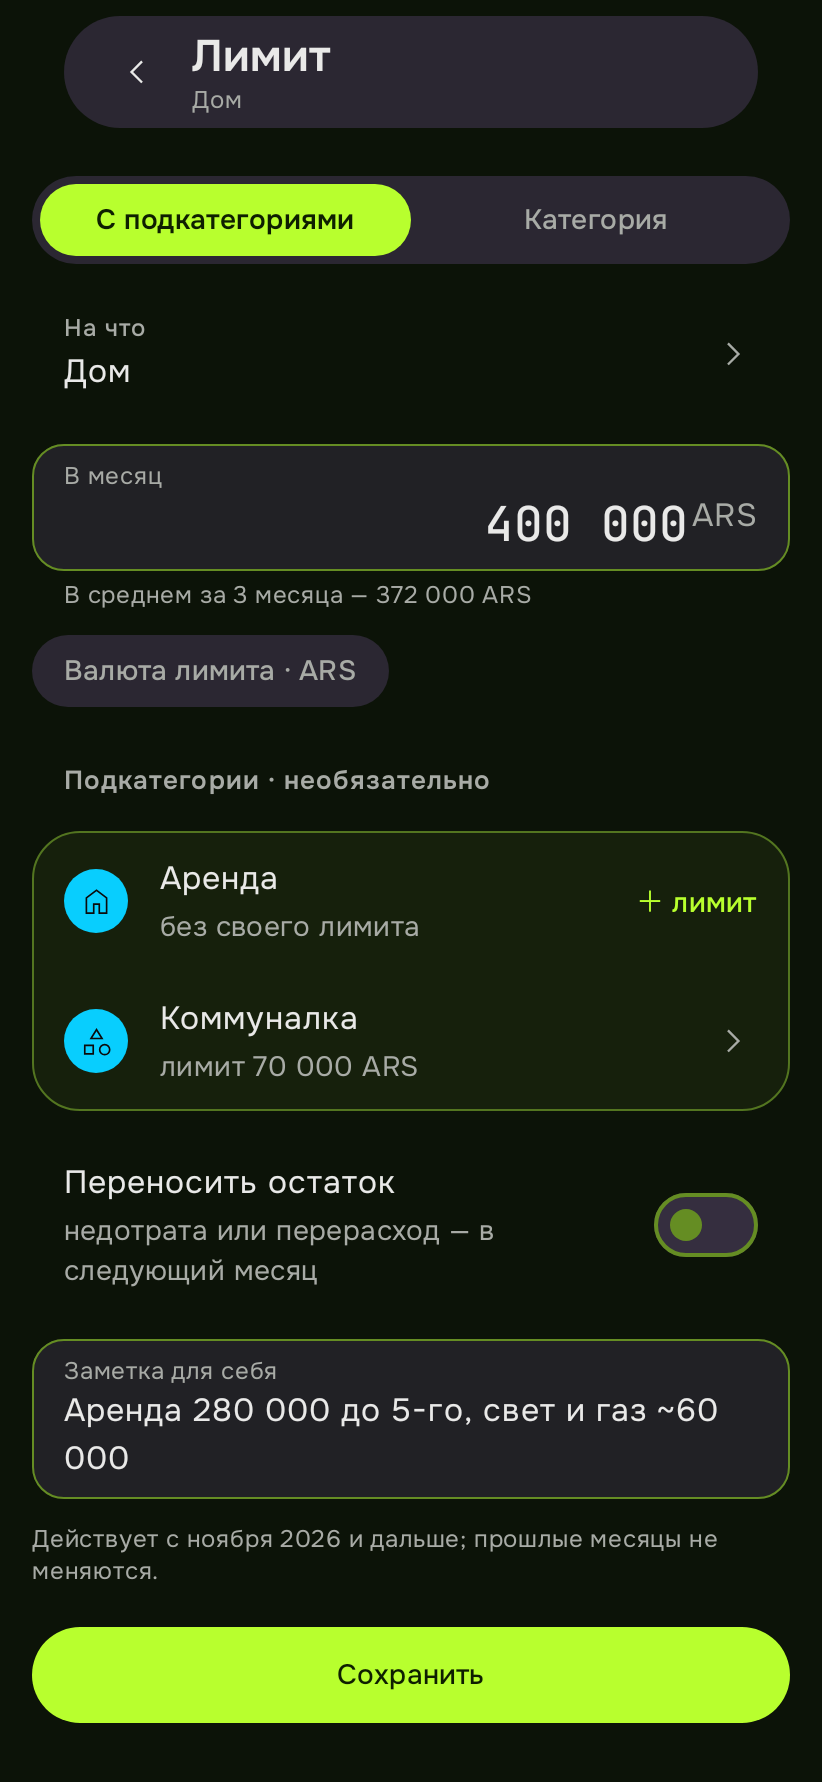 Лимит
Дом
С подкатегориями
Категория
На что
Дом
В месяц
400 000 ARS
В среднем за 3 месяца — 372 000 ARS
Валюта лимита · ARS
Подкатегории · необязательно
Аренда
без своего лимита
+ лимит
Коммуналка
лимит 70 000 ARS
Переносить остаток
недотрата или перерасход — в
следующий месяц
Заметка для себя
Аренда 280 000 до 5-го, свет и газ ~60
000
Действует с ноября 2026 и дальше; прошлые месяцы не
меняются.
Сохранить